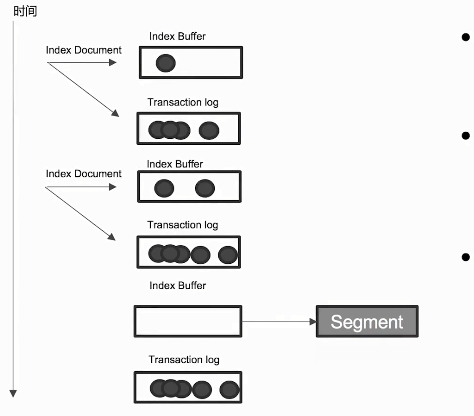 时间
Index Buffer
Index Document
Transaction log
Index Document
Index Buffer
Transaction log
Index Buffer
Segment
Transaction log